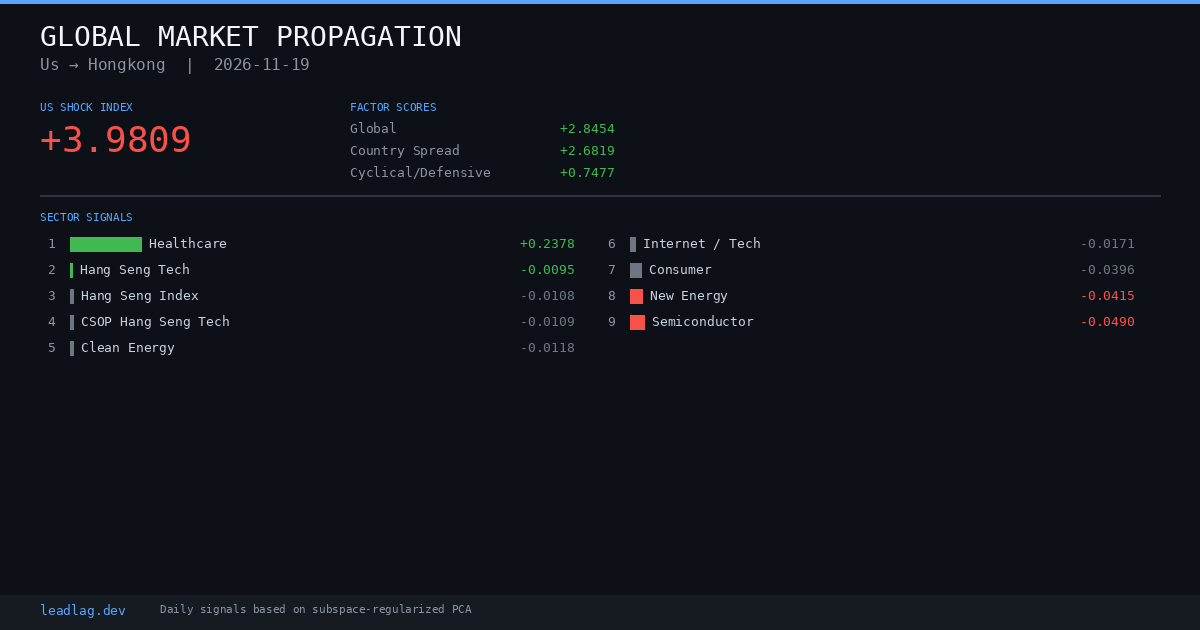 GLOBAL MARKET PROPAGATION
Us → Hongkong | 2026-11-19
US SHOCK INDEX
+3.9809
FACTOR SCORES
Global +2.8454
Country Spread +2.6819
Cyclical/Defensive +0.7477
SECTOR SIGNALS
1 Healthcare +0.2378
2 Hang Seng Tech -0.0095
3 Hang Seng Index -0.0108
4 CSOP Hang Seng Tech -0.0109
5 Clean Energy -0.0118
6 Internet / Tech -0.0171
7 Consumer -0.0396
8 New Energy -0.0415
9 Semiconductor -0.0490
leadlag.dev Daily signals based on subspace-regularized PCA